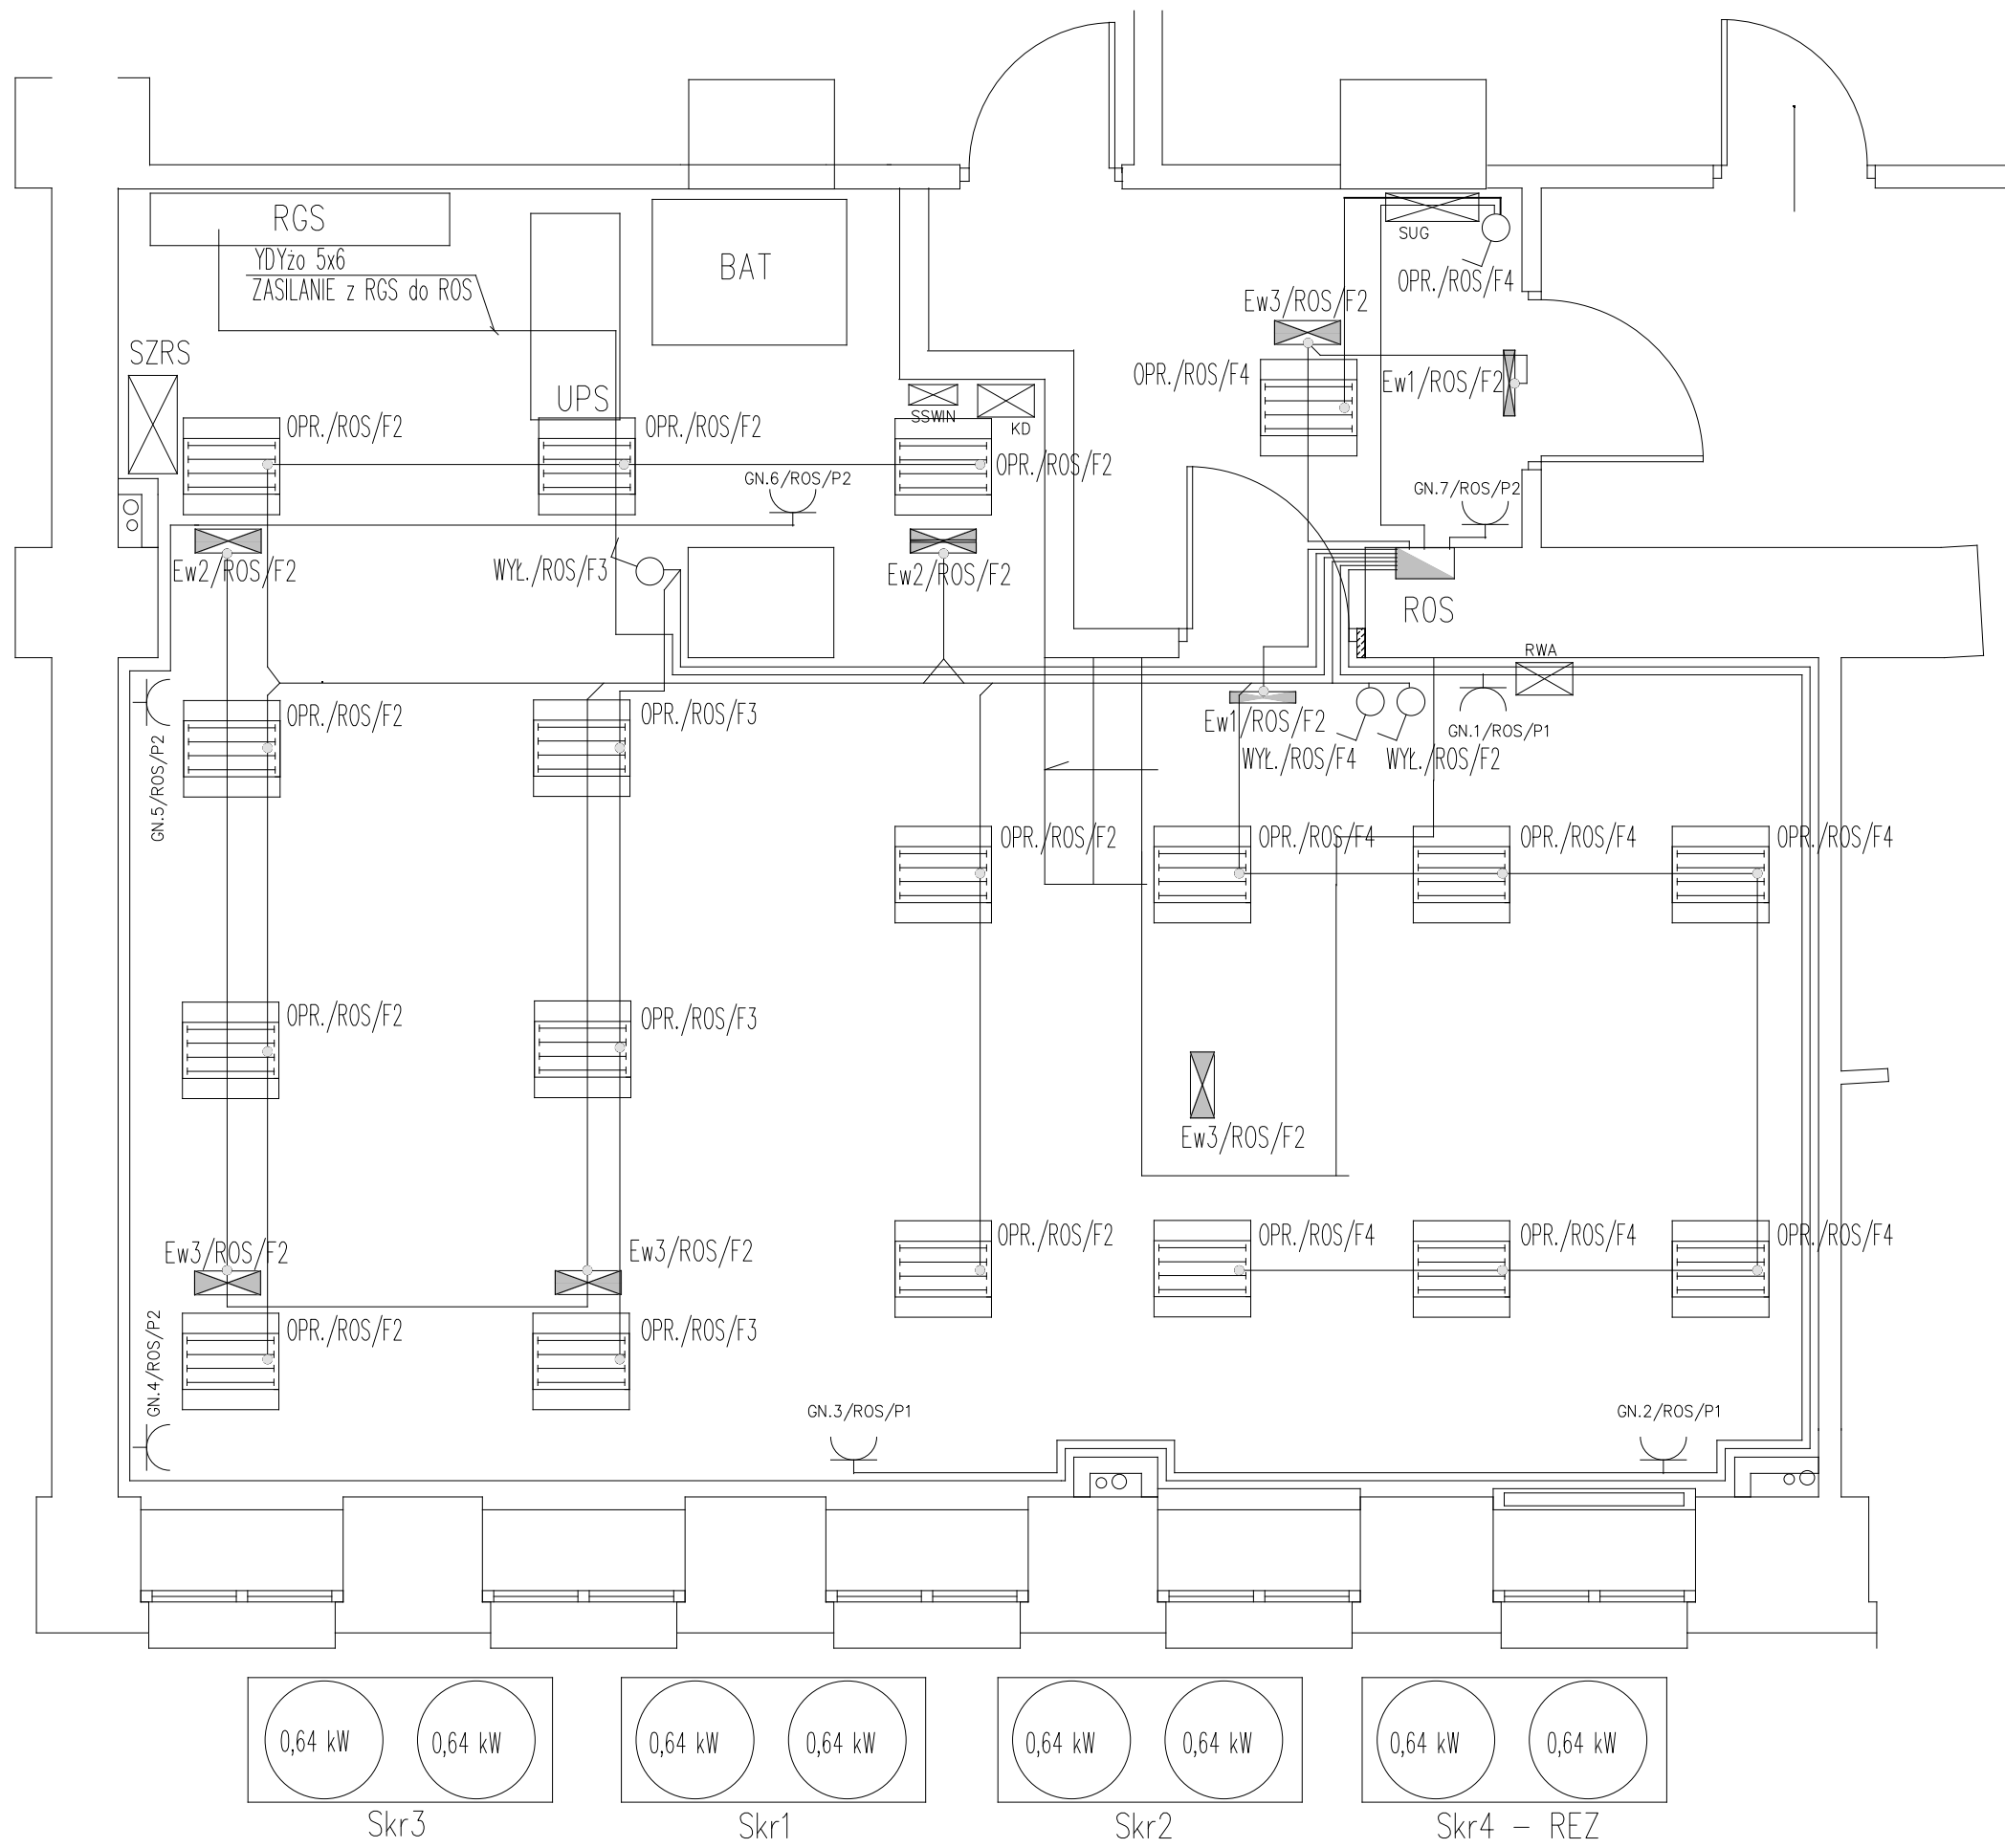 RGS
YDYżo 5x6
ZASILANIE z RGS do ROS
BAT
SUG
OPR./ROS/F4
Ew3/ROS/F2
SZRS
OPR./ROS/F4
Ew1/ROS/F2
UPS
SSWIN
KD
OPR./ROS/F2
OPR./ROS/F2
OPR./ROS/F2
GN.6/ROS/P2
GN.7/ROS/P2
Ew2/ROS/F2
WYŁ./ROS/F3
Ew2/ROS/F2
ROS
RWA
OPR./ROS/F2
OPR./ROS/F3
Ew1/ROS/F2
GN.1/ROS/P1
WYŁ./ROS/F4
WYŁ./ROS/F2
GN.5/ROS/P2
OPR./ROS/F2
OPR./ROS/F4
OPR./ROS/F4
OPR./ROS/F4
OPR./ROS/F2
OPR./ROS/F3
Ew3/ROS/F2
Ew3/ROS/F2
Ew3/ROS/F2
OPR./ROS/F2
OPR./ROS/F4
OPR./ROS/F4
OPR./ROS/F4
OPR./ROS/F2
OPR./ROS/F3
GN.4/ROS/P2
GN.3/ROS/P1
GN.2/ROS/P1
0,64 kW
0,64 kW
0,64 kW
0,64 kW
0,64 kW
0,64 kW
0,64 kW
0,64 kW
Skr3
Skr1
Skr2
Skr4 – REZ